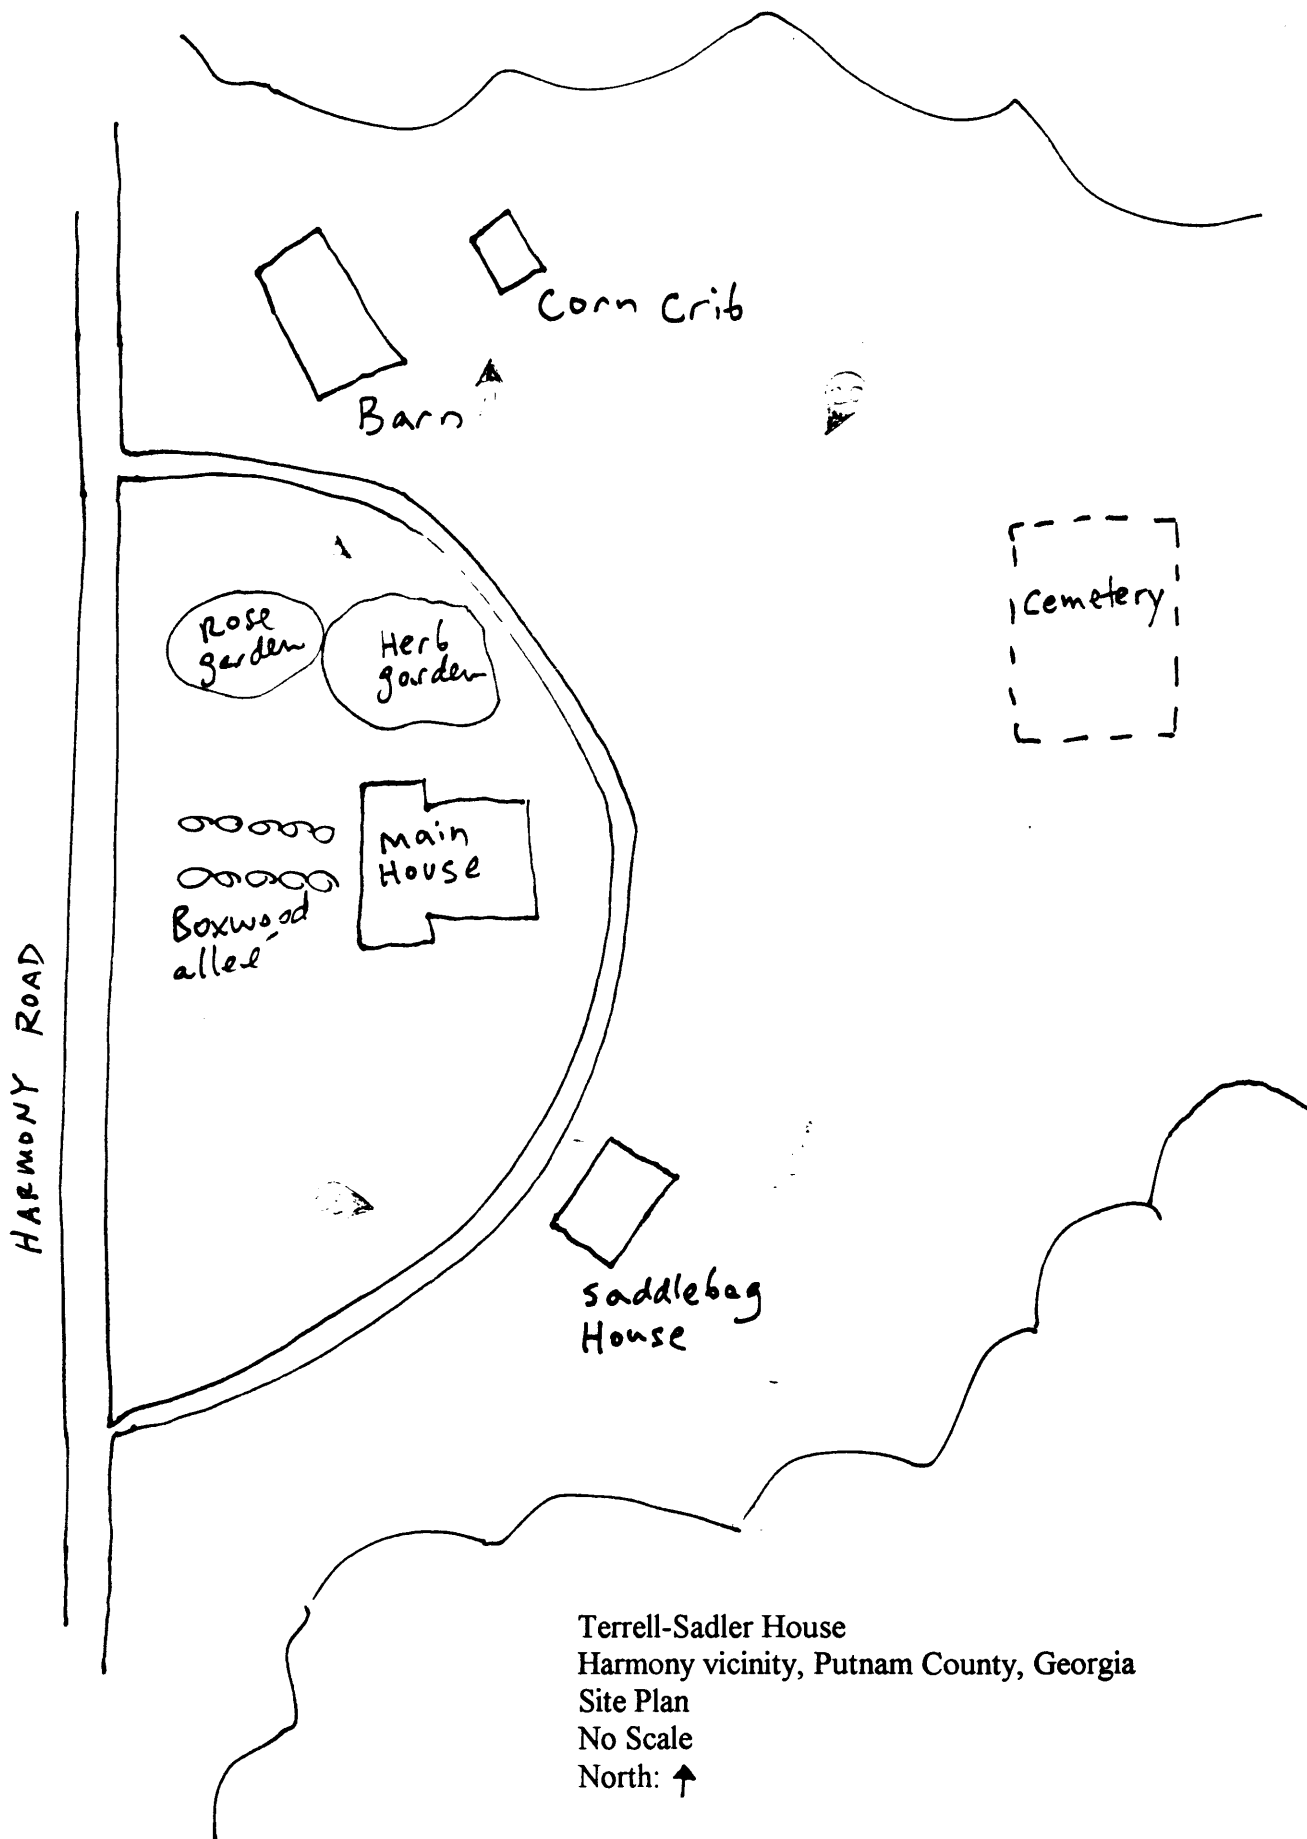 Corn Crib
Barn
Cemetery
Rose
garden
Herb
garden
Main
House
Boxwood
alleé
HARMONY ROAD
Saddlebag
House
Terrell-Sadler House
Harmony vicinity, Putnam County, Georgia
Site Plan
No Scale
North: